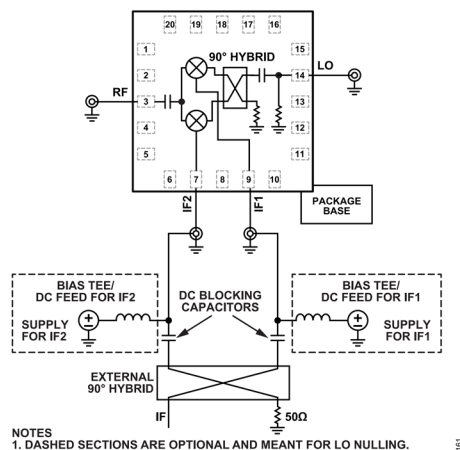 20 19 18 17 16
1
2
3
4
5
15
14
13
12
11
6 7 8 9 10
90° HYBRID
LO
RF
IF2
IF1
PACKAGE
BASE
BIAS TEE/
DC FEED FOR IF2
SUPPLY
FOR IF2
DC BLOCKING
CAPACITORS
BIAS TEE/
DC FEED FOR IF1
SUPPLY
FOR IF1
EXTERNAL
90° HYBRID
IF
50Ω
NOTES
1. DASHED SECTIONS ARE OPTIONAL AND MEANT FOR LO NULLING.
161